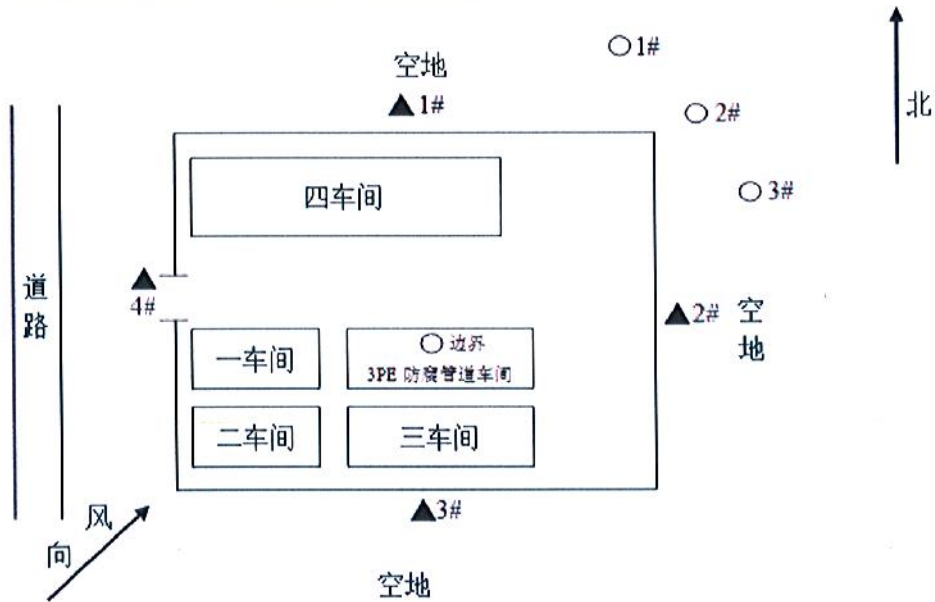 1#
空地
▲1#
北
2#
四车间
3#
道路
4#
▲2#
空地
一车间
边界
3PE 防腐管道车间
二车间
三车间
▲3#
风向
空地